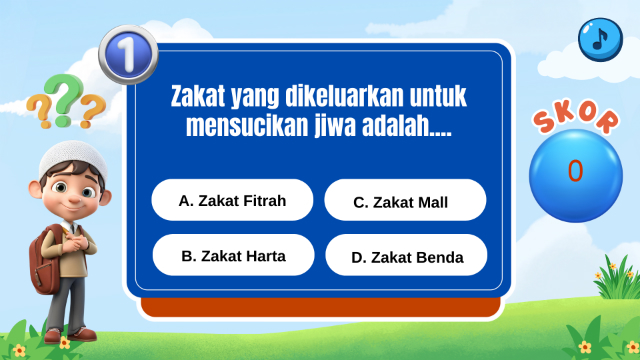 1
Zakat yang dikeluarkan untuk
mensucikan jiwa adalah....
A. Zakat Fitrah
C. Zakat Mall
B. Zakat Harta
D. Zakat Benda
???
SKOR
0